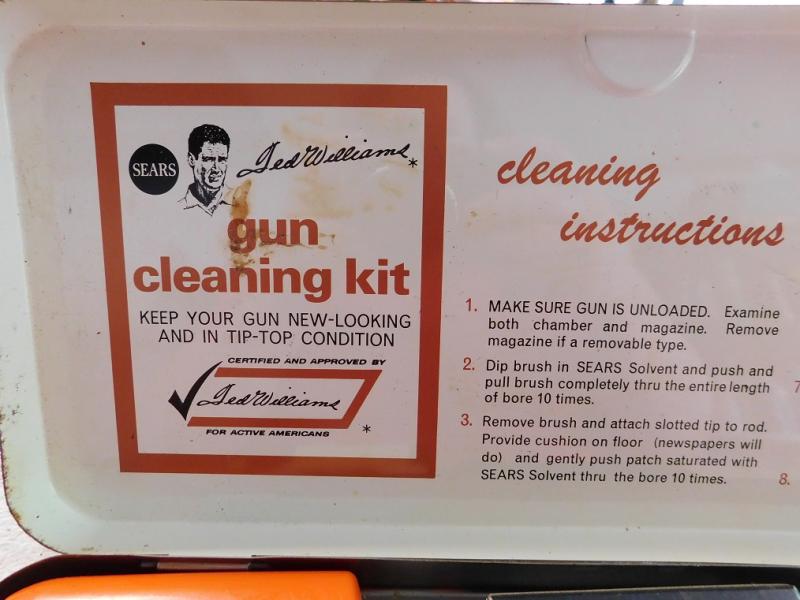 SEARS
Ted Williams*
gun
cleaning kit
KEEP YOUR GUN NEW-LOOKING
AND IN TIP-TOP CONDITION
CERTIFIED AND APPROVED BY
Ted Williams
FOR ACTIVE AMERICANS *
cleaning
instructions
1. MAKE SURE GUN IS UNLOADED. Examine
both chamber and magazine. Remove
magazine if a removable type.
2. Dip brush in SEARS Solvent and push and
pull brush completely thru the entire length
of bore 10 times.
3. Remove brush and attach slotted tip to rod.
Provide cushion on floor (newspapers will
do) and gently push patch saturated with
SEARS Solvent thru the bore 10 times.
7
8.